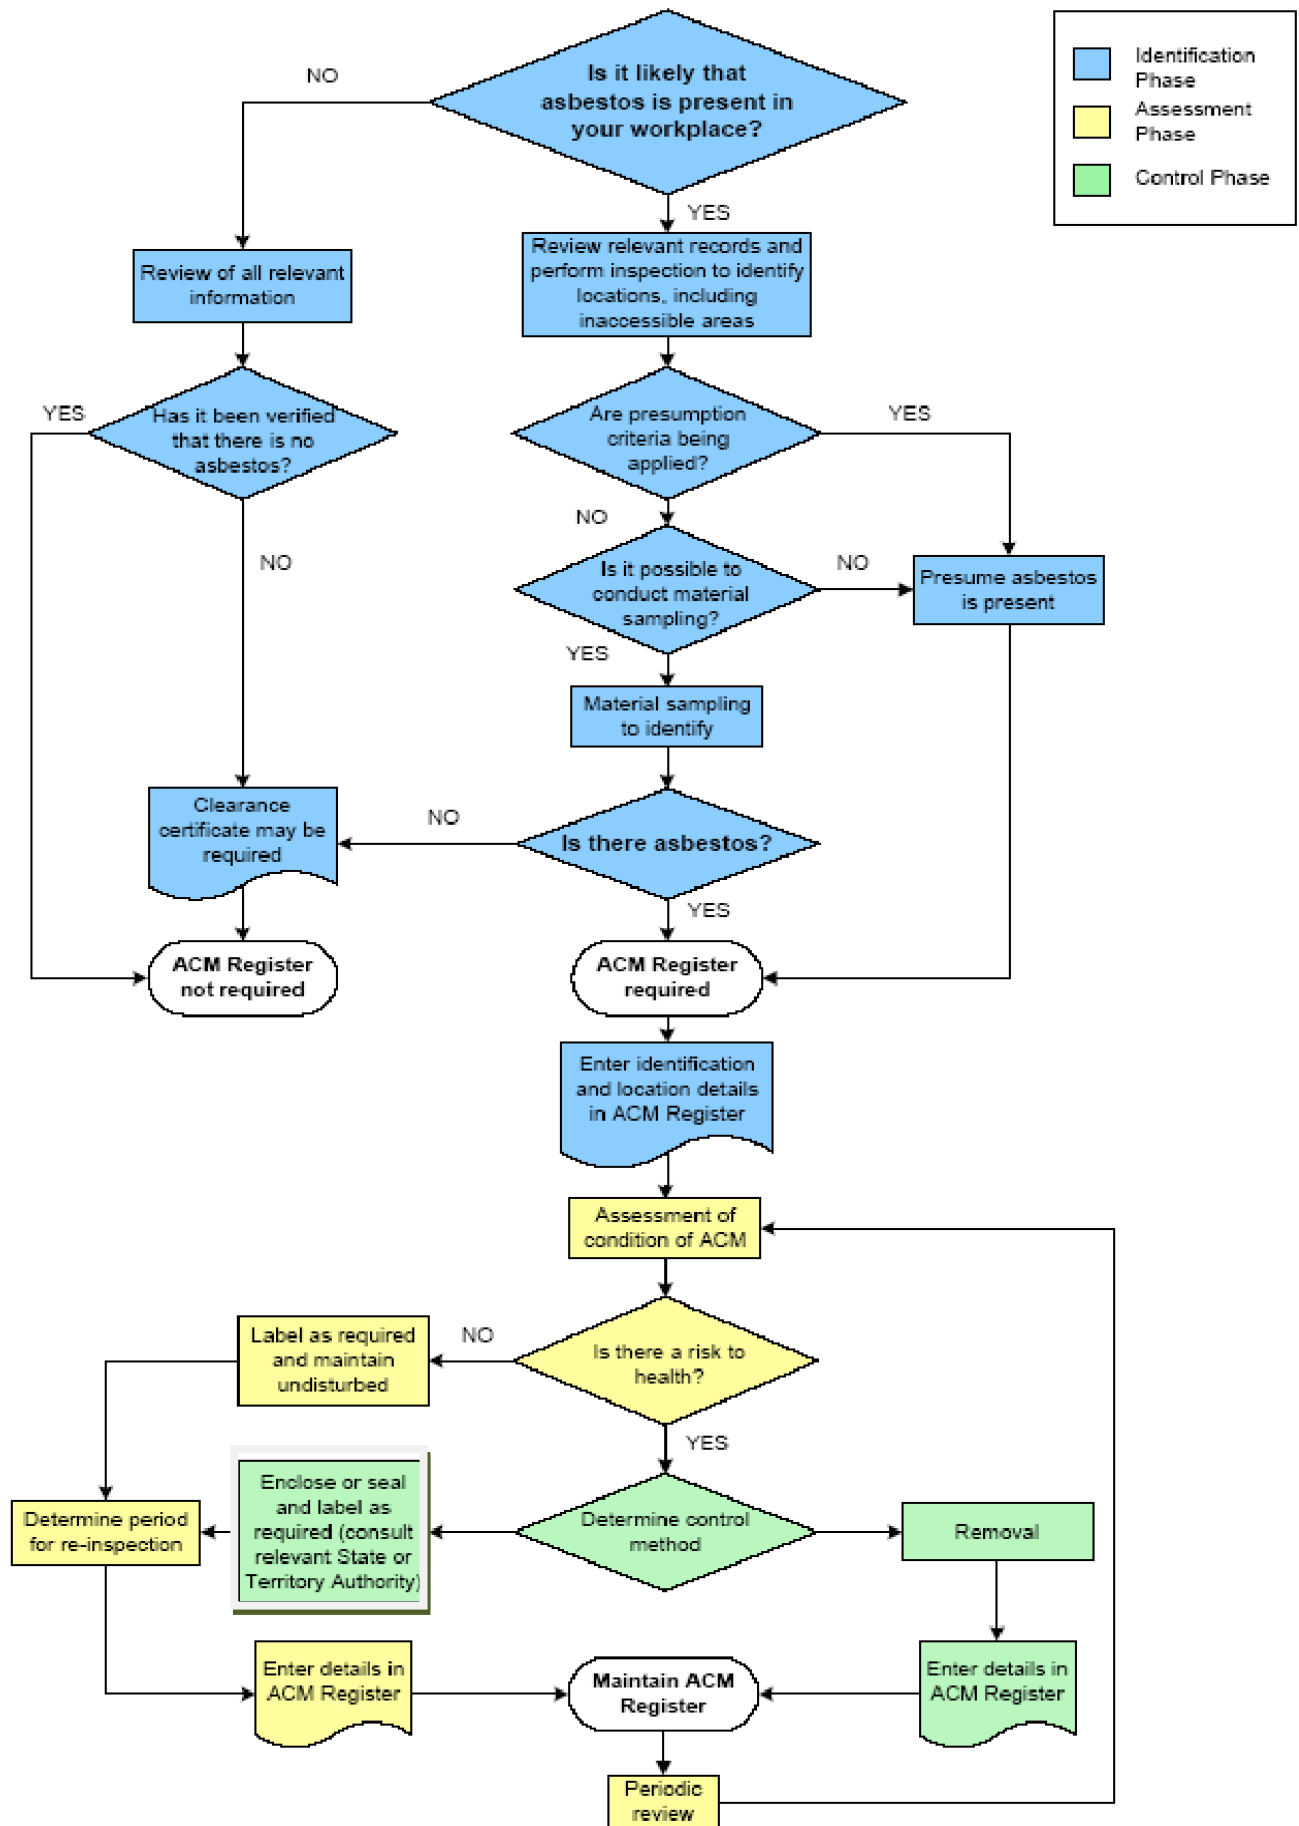 Is it likely that
asbestos is present in
your workplace?
NO
YES
Identification
Phase
Assessment
Phase
Control Phase
Review of all relevant
information
Review relevant records and
perform inspection to identify
locations, including
inaccessible areas
YES
Has it been verified
that there is no
asbestos?
Are presumption
criteria being
applied?
YES
NO
NO
Is it possible to
conduct material
sampling?
NO
Presume asbestos
is present
YES
Material sampling
to identify
Clearance
certificate may be
required
NO
Is there asbestos?
YES
ACM Register
not required
ACM Register
required
Enter identification
and location details
in ACM Register
Assessment of
condition of ACM
Label as required
and maintain
undisturbed
NO
Is there a risk to
health?
YES
Determine period
for re-inspection
Enclose or seal
and label as
required (consult
relevant State or
Territory Authority)
Determine control
method
Removal
Enter details in
ACM Register
Maintain ACM
Register
Enter details in
ACM Register
Periodic
review